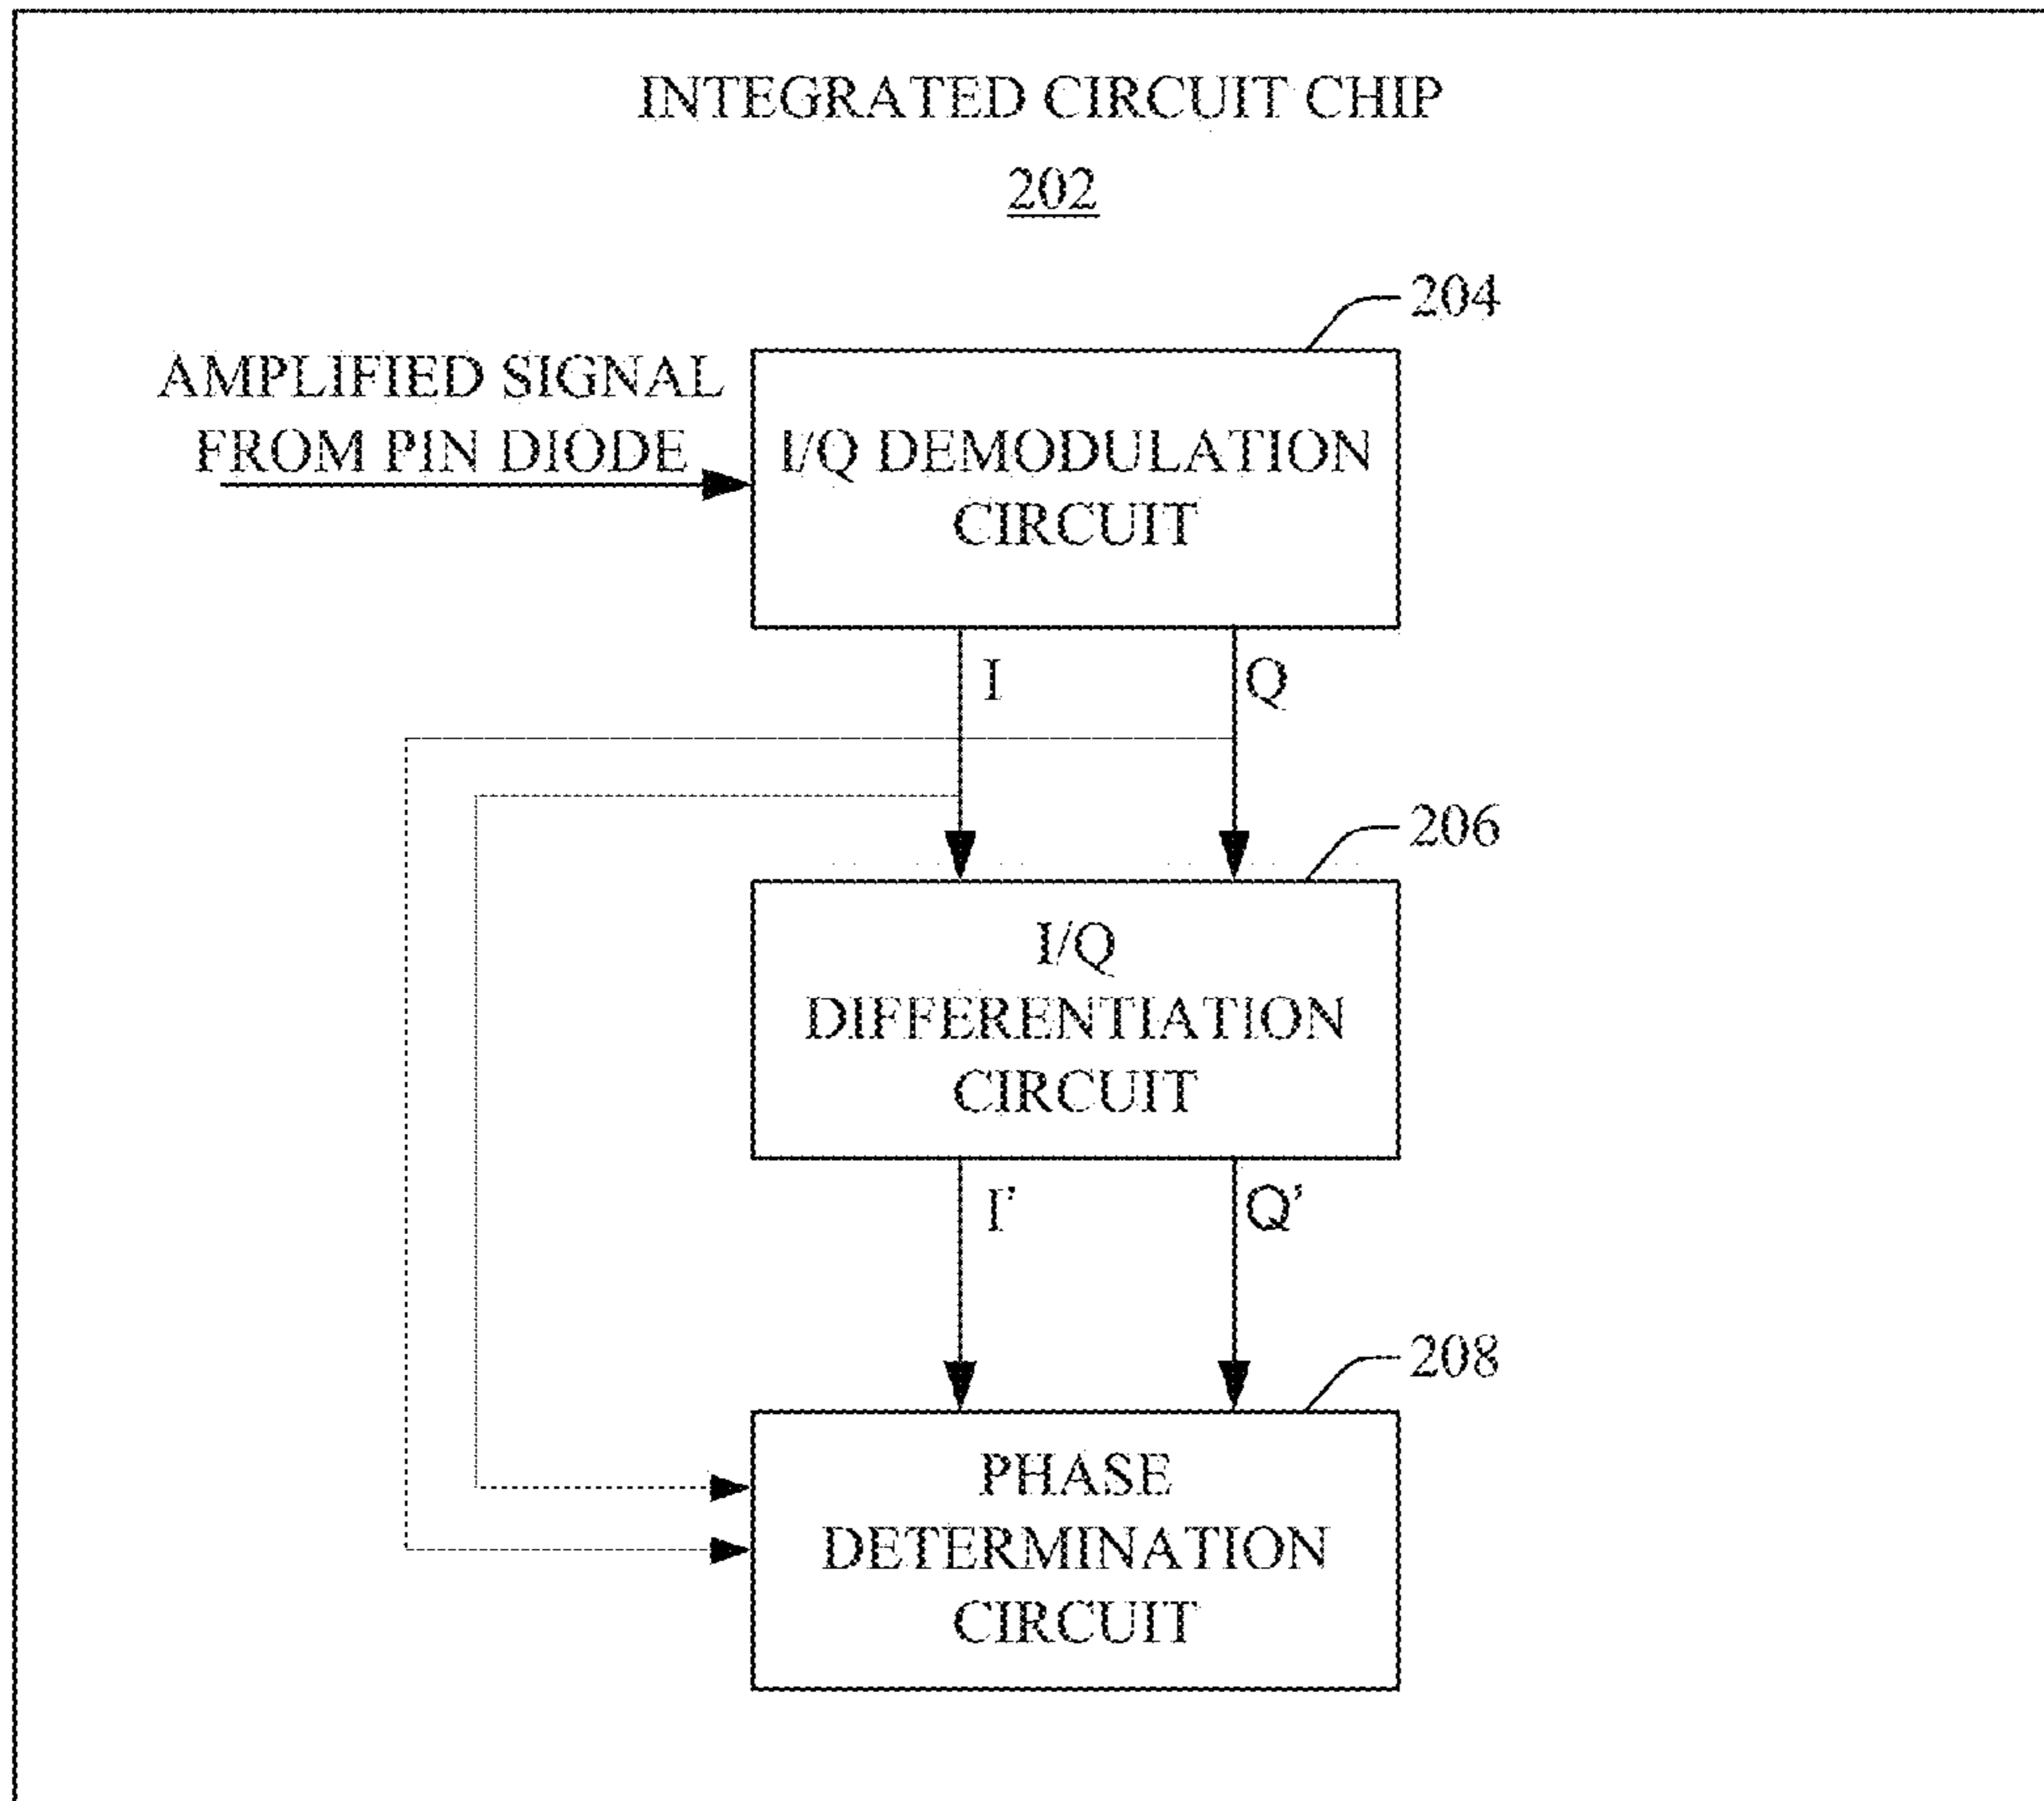 INTEGRATED CIRCUIT CHIP
202
204
AMPLIFIED SIGNAL
FROM PIN DIODE
I/Q DEMODULATION
CIRCUIT
I
Q
206
I/Q
DIFFERENTIATION
CIRCUIT
I'
Q'
208
PHASE
DETERMINATION
CIRCUIT